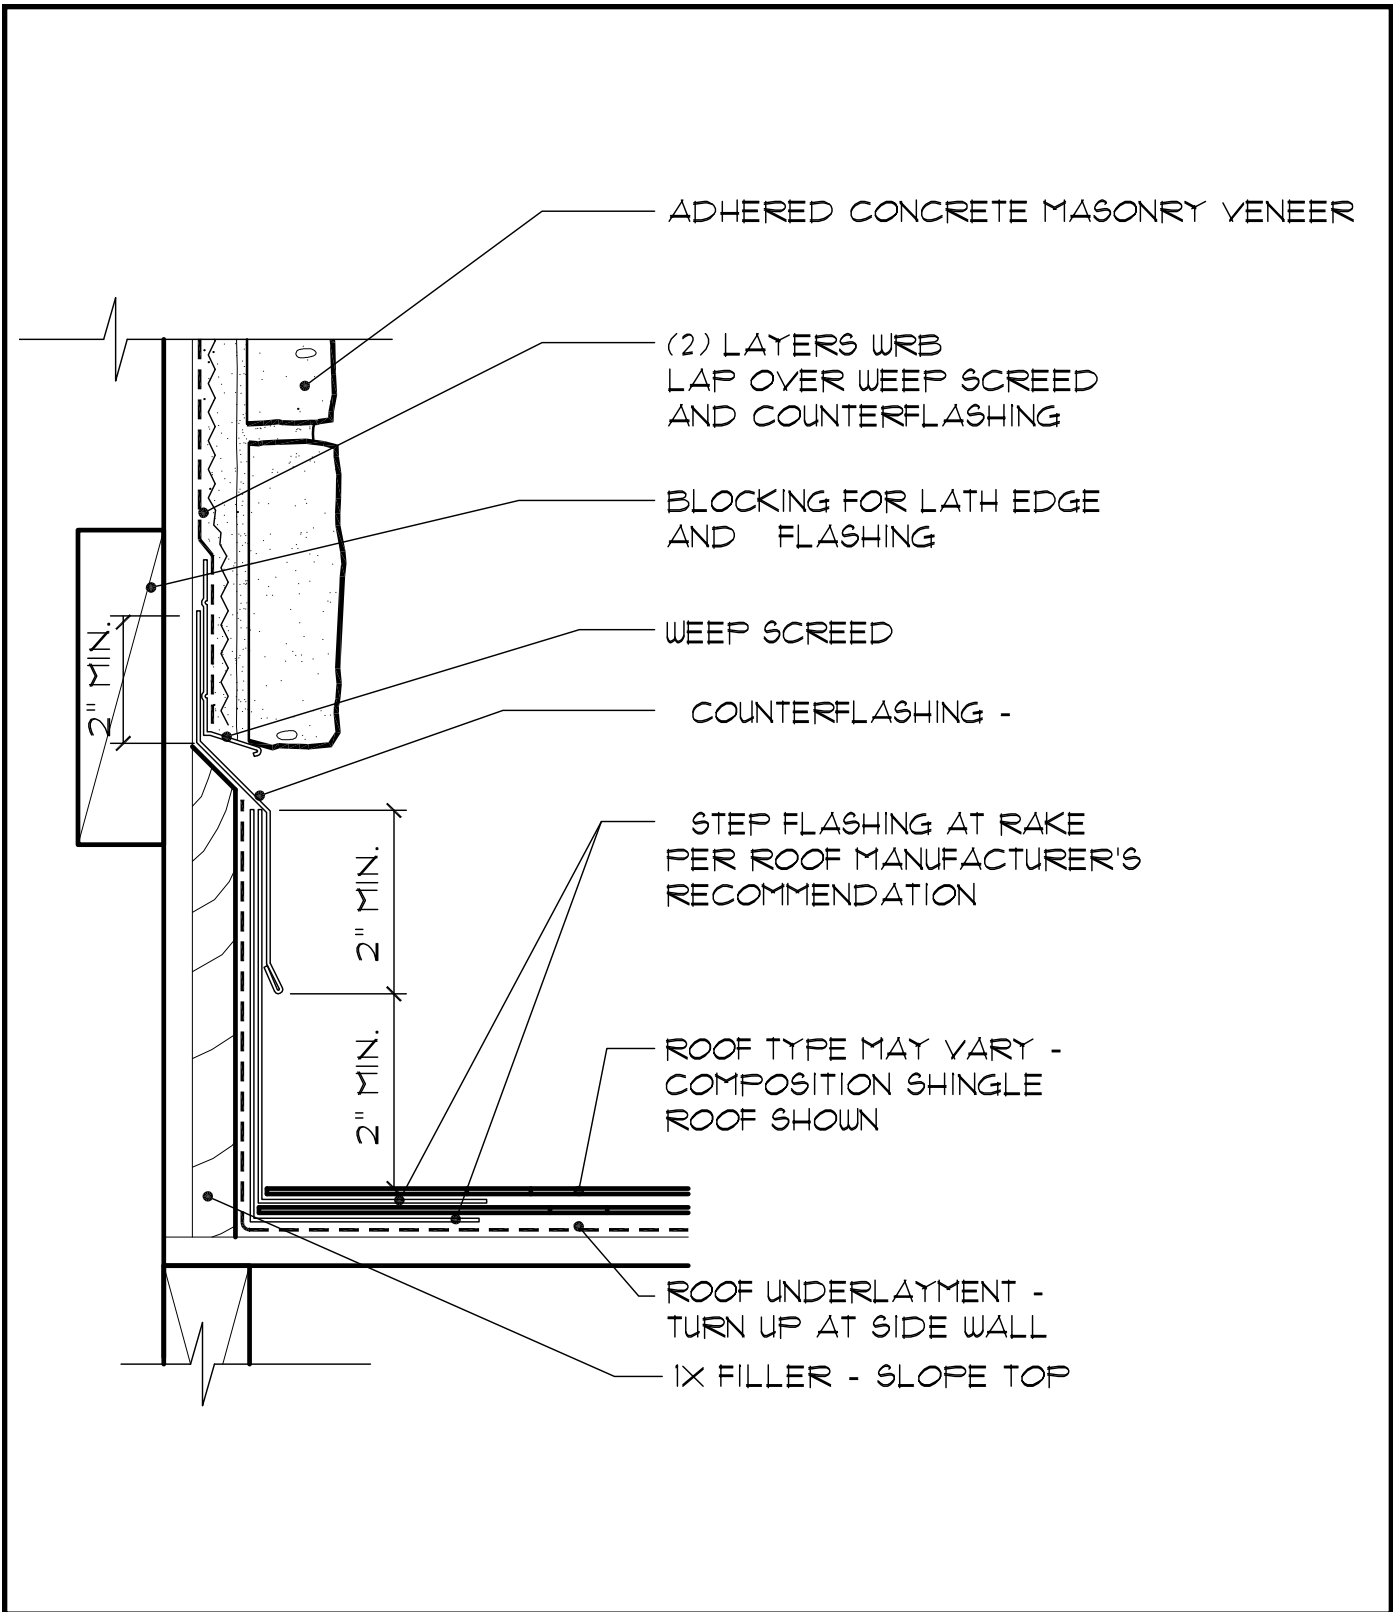 ADHERED CONCRETE MASONRY VENEER
(2) LAYERS WRB
LAP OVER WEEP SCREED
AND COUNTERFLASHING
BLOCKING FOR LATH EDGE
AND FLASHING
WEEP SCREED
2" MIN.
COUNTERFLASHING -
STEP FLASHING AT RAKE
PER ROOF MANUFACTURER'S
RECOMMENDATION
2" MIN.
2" MIN.
ROOF TYPE MAY VARY -
COMPOSITION SHINGLE
ROOF SHOWN
ROOF UNDERLAYMENT -
TURN UP AT SIDE WALL
1X FILLER - SLOPE TOP